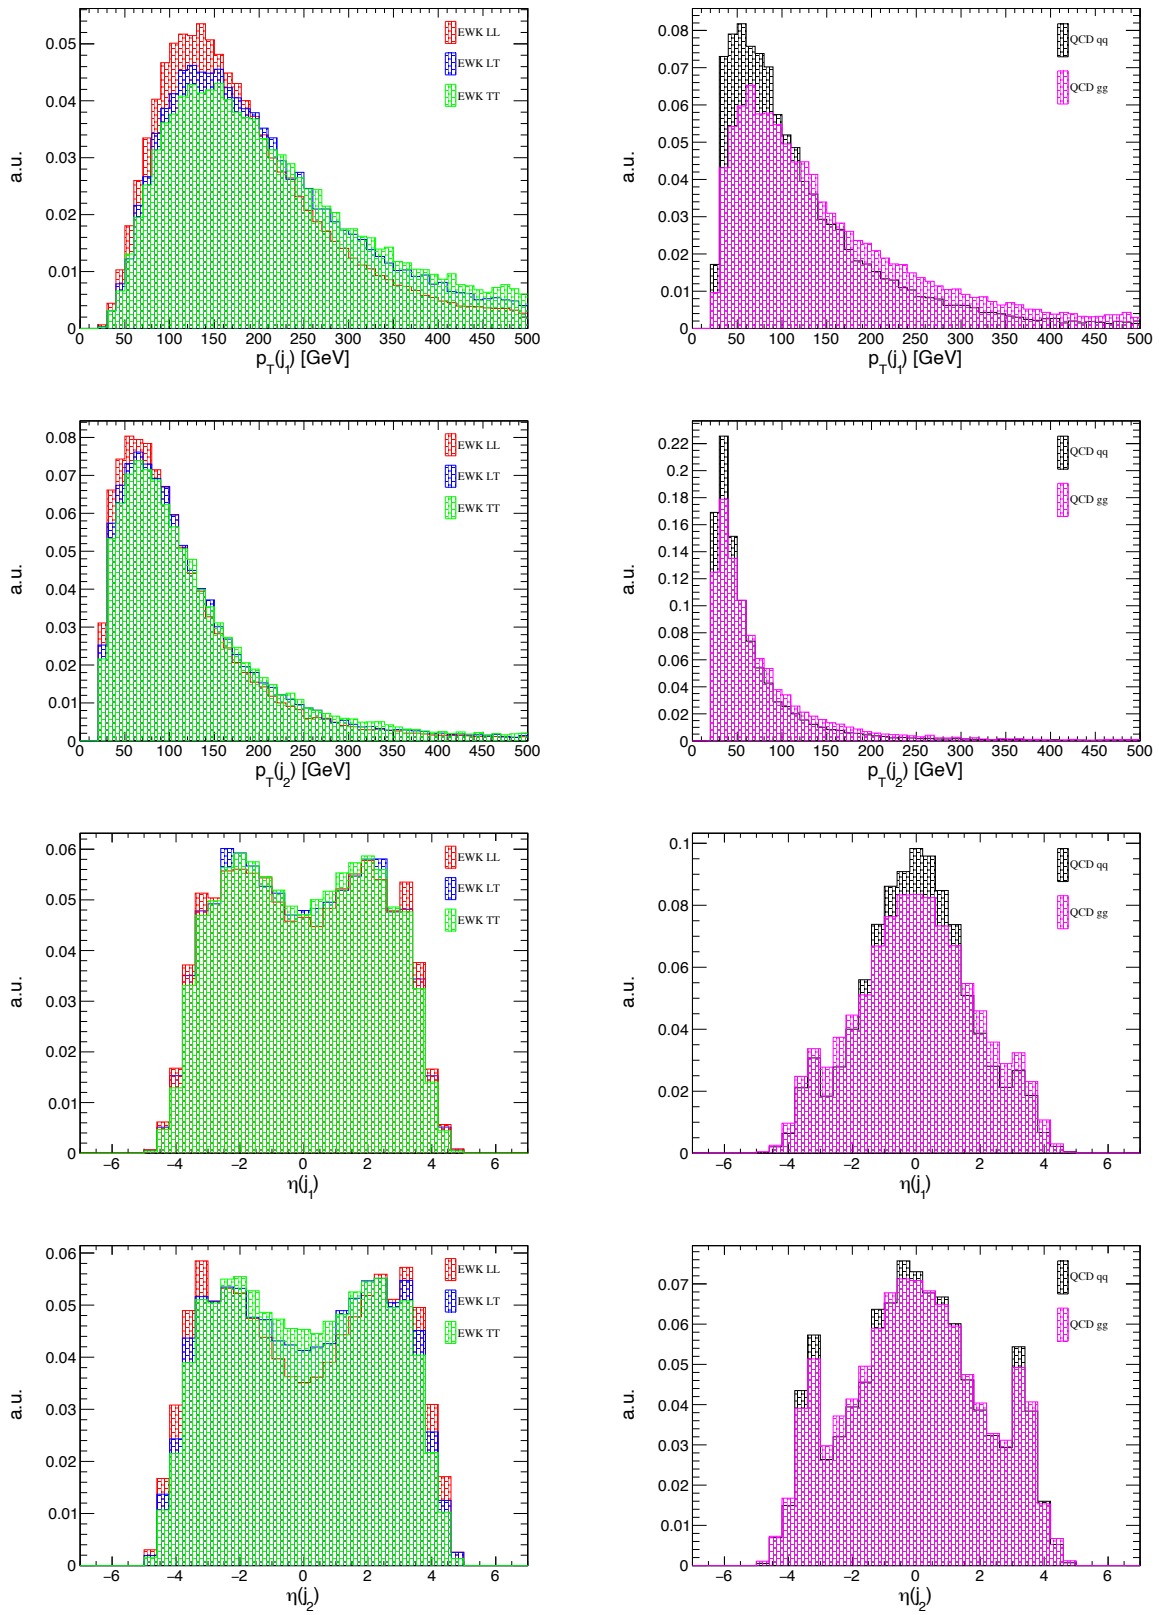 a.u.
0.05
0.04
0.03
0.02
0.01
0
EWK LL
EWK LT
EWK TT
0 50 100 150 200 250 300 350 400 450 500
p_T(j_1) [GeV]
a.u.
0.08
0.07
0.06
0.05
0.04
0.03
0.02
0.01
0
QCD qq
QCD gg
0 50 100 150 200 250 300 350 400 450 500
p_T(j_1) [GeV]
a.u.
0.08
0.07
0.06
0.05
0.04
0.03
0.02
0.01
0
EWK LL
EWK LT
EWK TT
0 50 100 150 200 250 300 350 400 450 500
p_T(j_2) [GeV]
a.u.
0.22
0.2
0.18
0.16
0.14
0.12
0.1
0.08
0.06
0.04
0.02
0
QCD qq
QCD gg
0 50 100 150 200 250 300 350 400 450 500
p_T(j_2) [GeV]
a.u.
0.06
0.05
0.04
0.03
0.02
0.01
0
EWK LL
EWK LT
EWK TT
−6 −4 −2 0 2 4 6
η(j_1)
a.u.
0.1
0.08
0.06
0.04
0.02
0
QCD qq
QCD gg
−6 −4 −2 0 2 4 6
η(j_1)
a.u.
0.06
0.05
0.04
0.03
0.02
0.01
0
EWK LL
EWK LT
EWK TT
−6 −4 −2 0 2 4 6
η(j_2)
a.u.
0.07
0.06
0.05
0.04
0.03
0.02
0.01
0
QCD qq
QCD gg
−6 −4 −2 0 2 4 6
η(j_2)